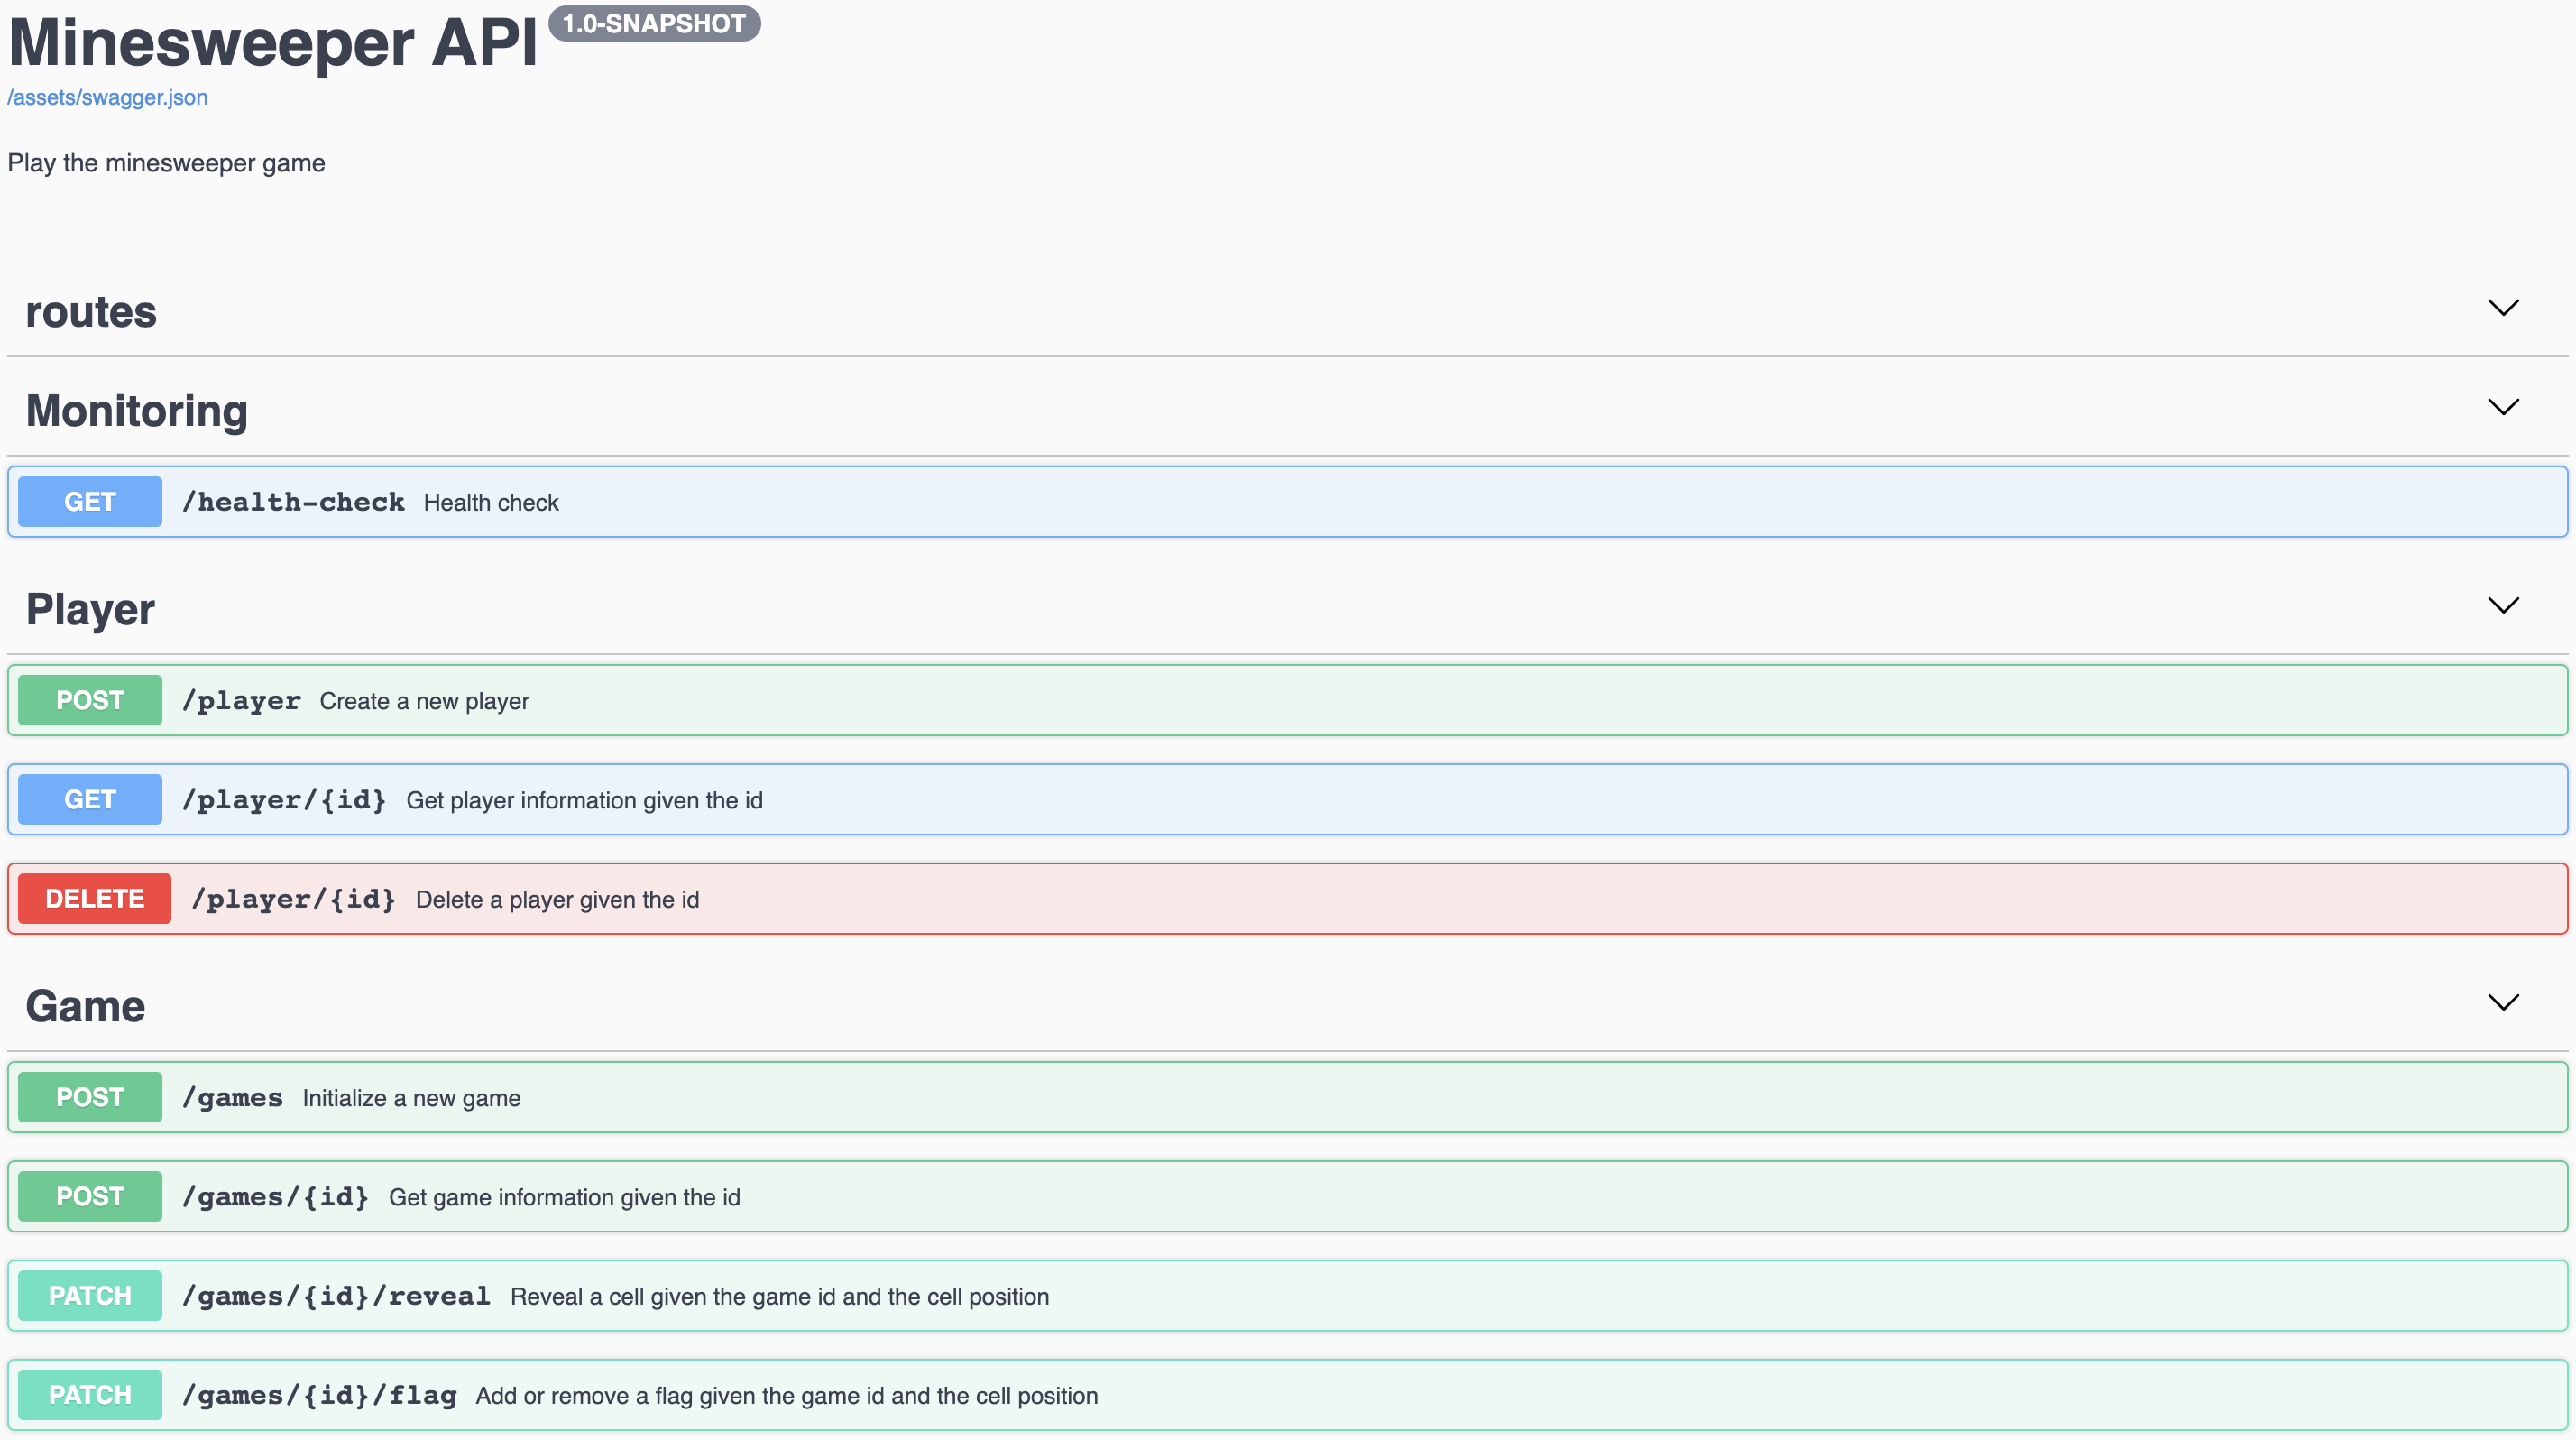 Minesweeper API 1.0-SNAPSHOT
/assets/swagger.json
Play the minesweeper game
routes
Monitoring
GET /health-check Health check
Player
POST /player Create a new player
GET /player/{id} Get player information given the id
DELETE /player/{id} Delete a player given the id
Game
POST /games Initialize a new game
POST /games/{id} Get game information given the id
PATCH /games/{id}/reveal Reveal a cell given the game id and the cell position
PATCH /games/{id}/flag Add or remove a flag given the game id and the cell position